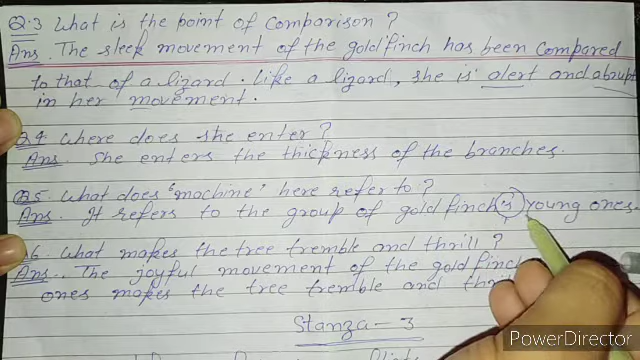 Q.3 What is the point of Comparison ?
Ans. The sleek movement of the goldfinch has been Compared
to that of a lizard. Like a lizard, she is alert and abrupt
in her movement.
Q4 Where does she enter ?
Ans. She enters the thickness of the branches.
Q5. What does "machine" here refer to ?
Ans. It refers to the group of goldfinch's young ones.
6. What makes the tree tremble and thrill ?
Ans. The joyful movement of the goldfinch
ones makes the tree tremble and
Stanza - 3
PowerDirector